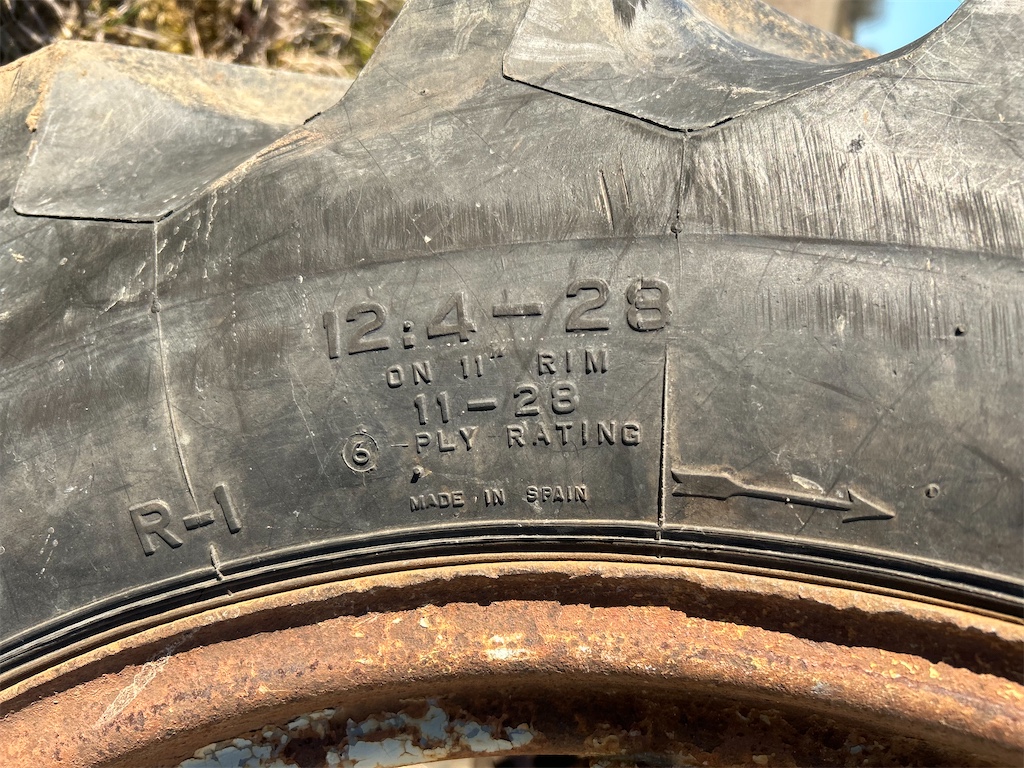 12.4-28
ON 11" RIM
11-28
6-PLY RATING
MADE IN SPAIN
R-1